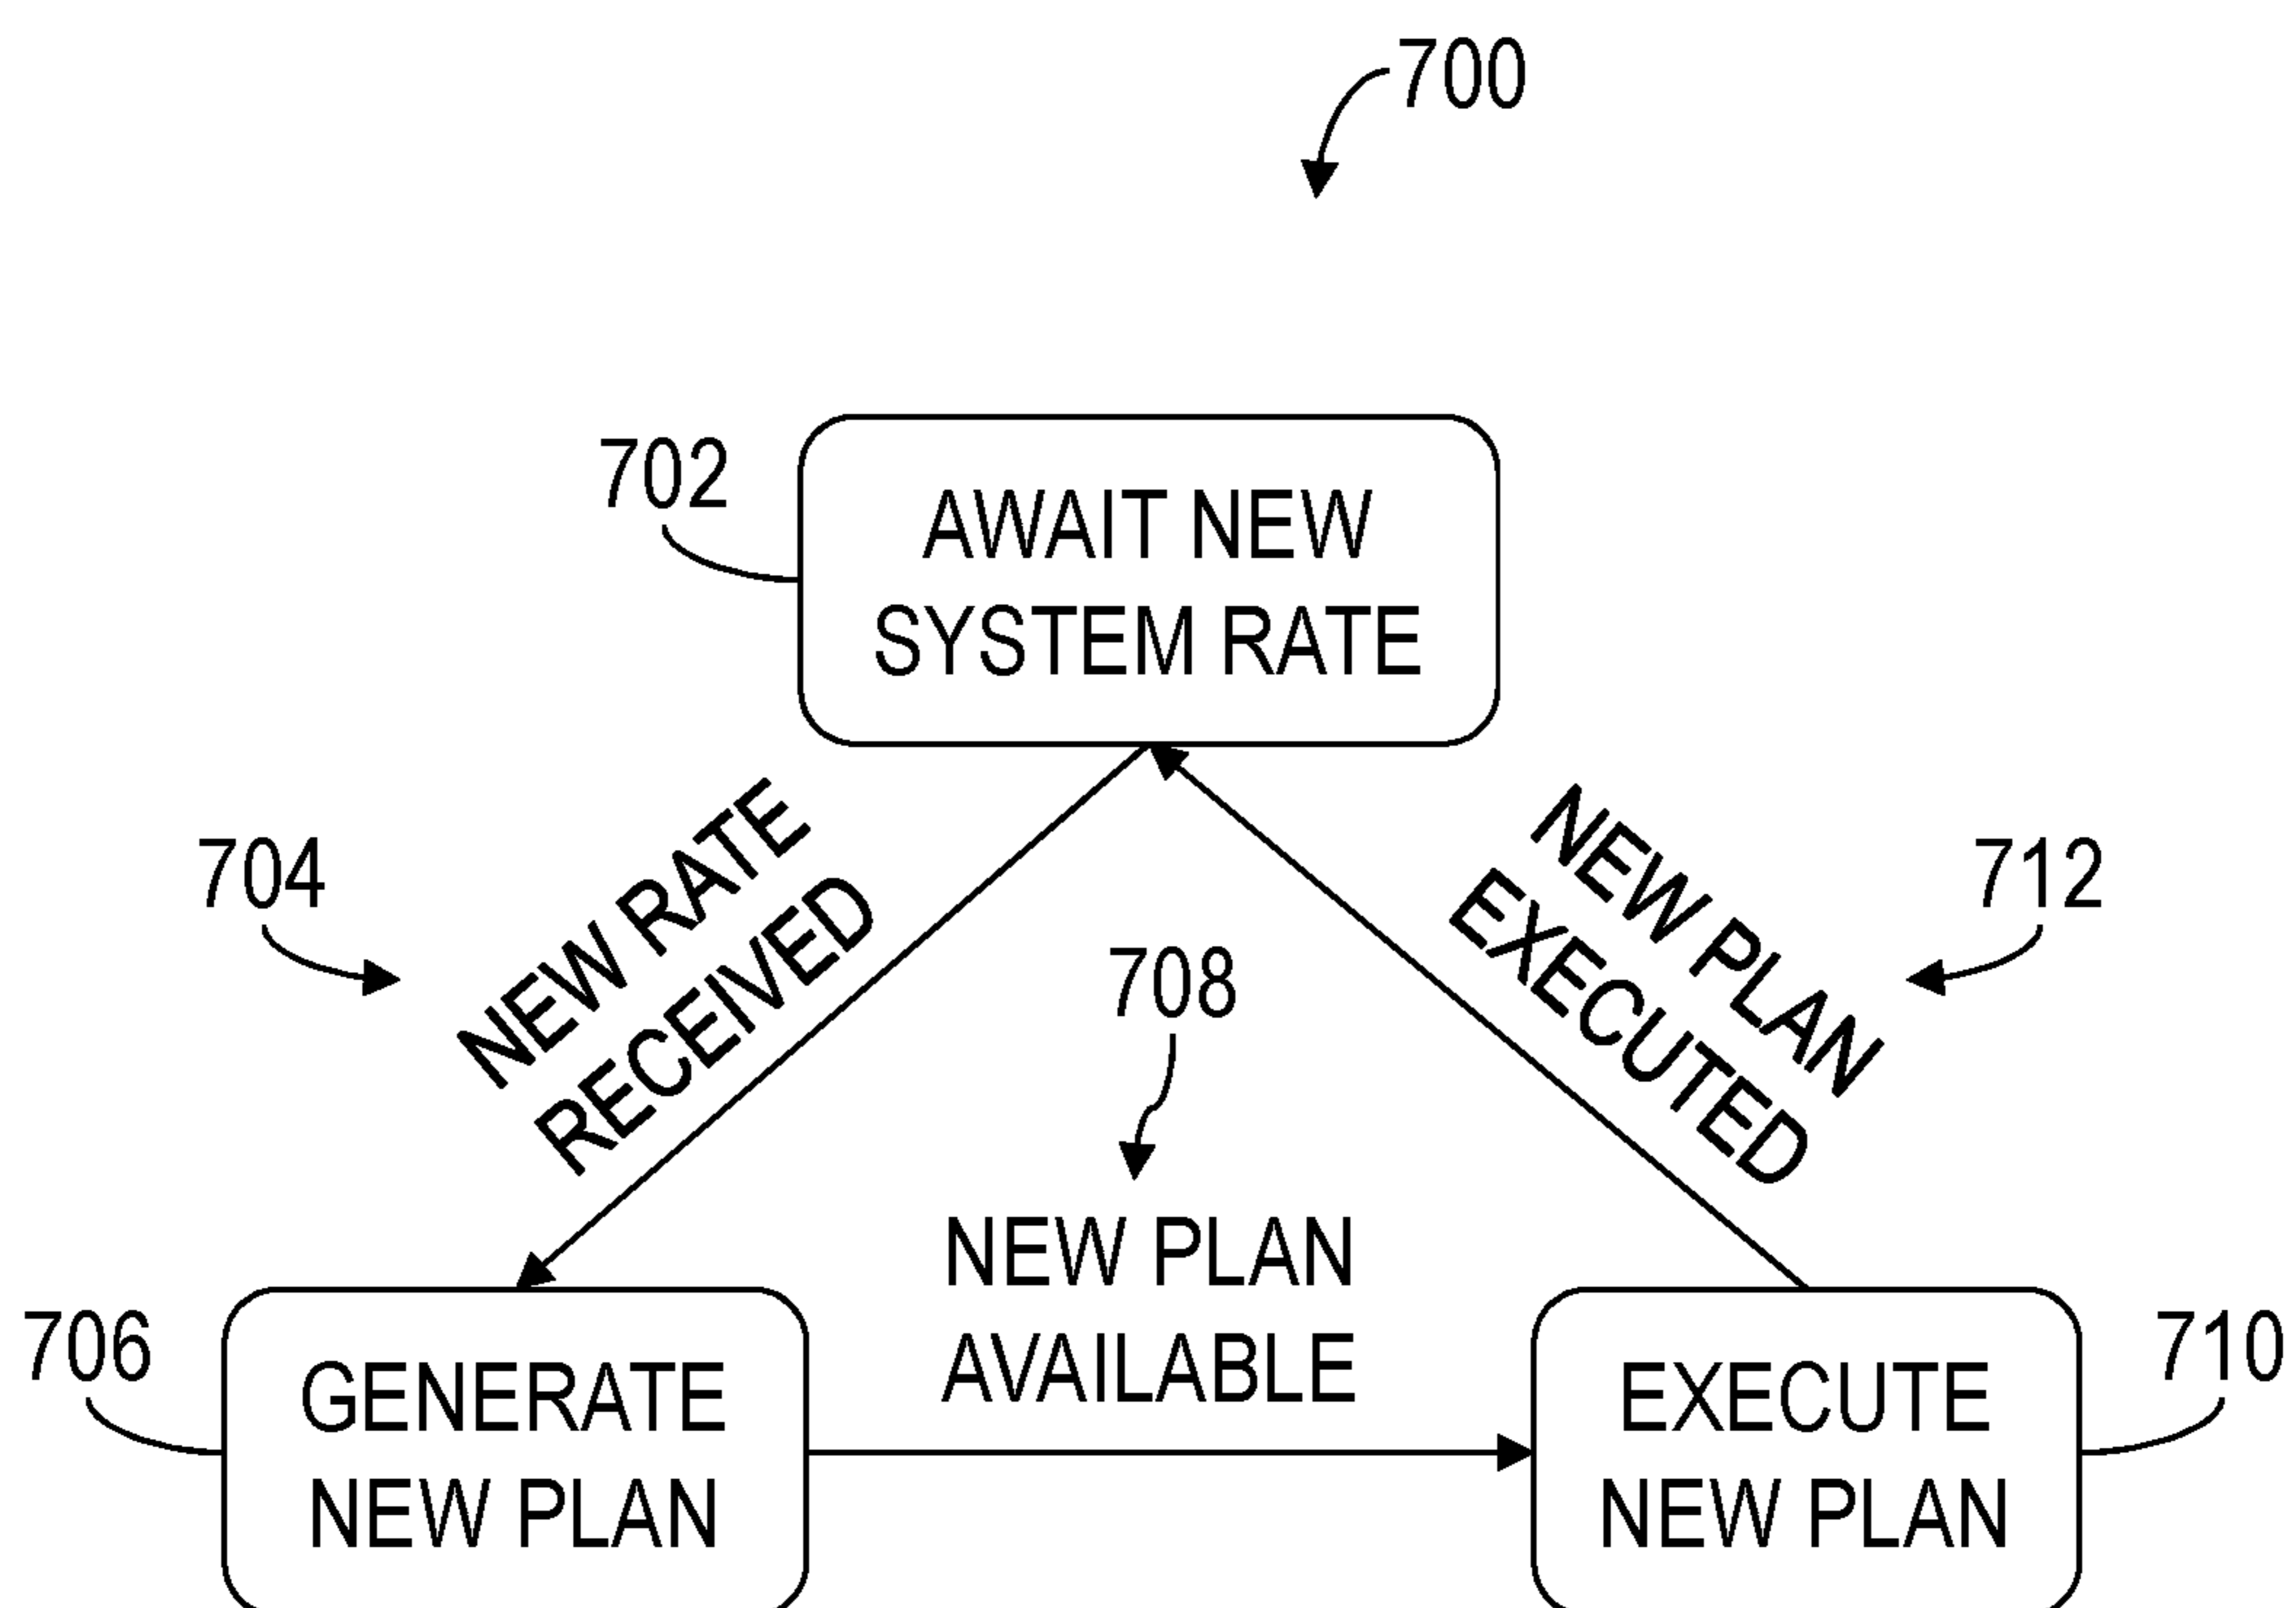 700
702
AWAIT NEW
SYSTEM RATE
704
NEW RATE
RECEIVED
708
NEW PLAN
EXECUTED
712
NEW PLAN
AVAILABLE
706
GENERATE
NEW PLAN
710
EXECUTE
NEW PLAN